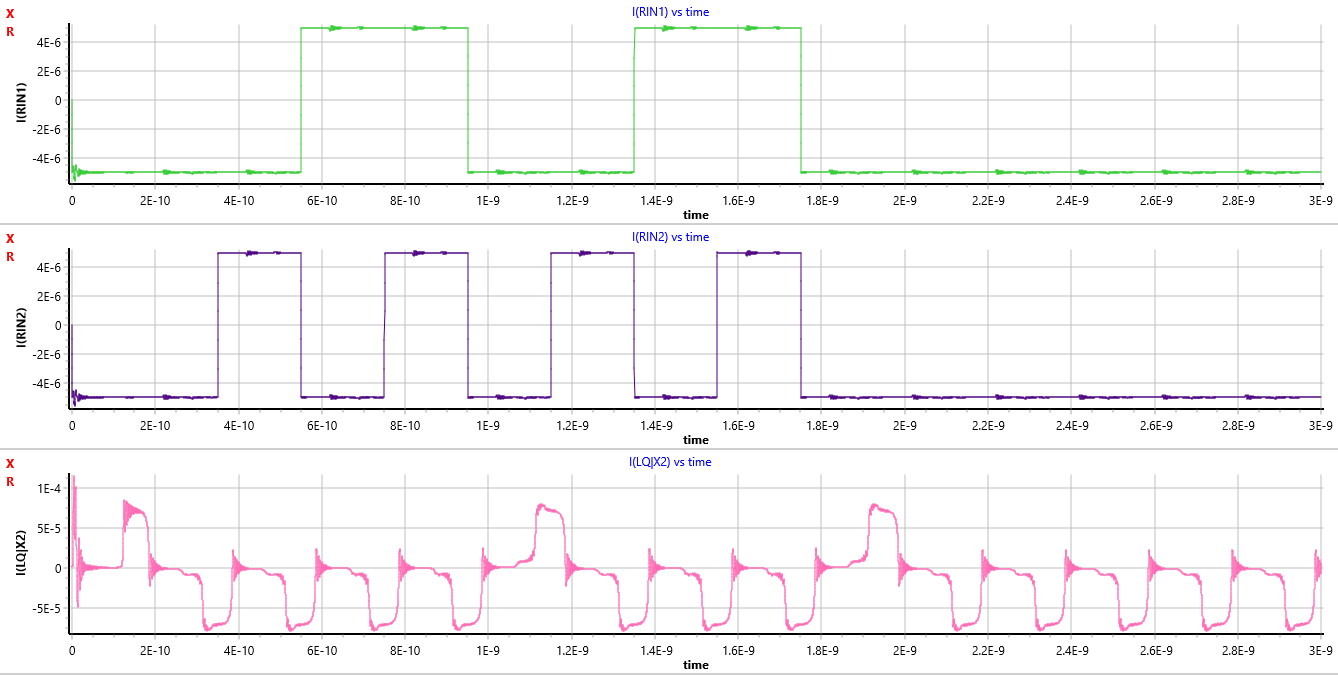 X
R
I(RIN1) vs time
I(RIN1)
4E-6
2E-6
0
-2E-6
-4E-6
0 2E-10 4E-10 6E-10 8E-10 1E-9 1.2E-9 1.4E-9 1.6E-9 1.8E-9 2E-9 2.2E-9 2.4E-9 2.6E-9 2.8E-9 3E-9
time
X
R
I(RIN2) vs time
I(RIN2)
4E-6
2E-6
0
-2E-6
-4E-6
0 2E-10 4E-10 6E-10 8E-10 1E-9 1.2E-9 1.4E-9 1.6E-9 1.8E-9 2E-9 2.2E-9 2.4E-9 2.6E-9 2.8E-9 3E-9
time
X
R
I(LQ|X2) vs time
I(LQ|X2)
1E-4
5E-5
0
-5E-5
0 2E-10 4E-10 6E-10 8E-10 1E-9 1.2E-9 1.4E-9 1.6E-9 1.8E-9 2E-9 2.2E-9 2.4E-9 2.6E-9 2.8E-9 3E-9
time